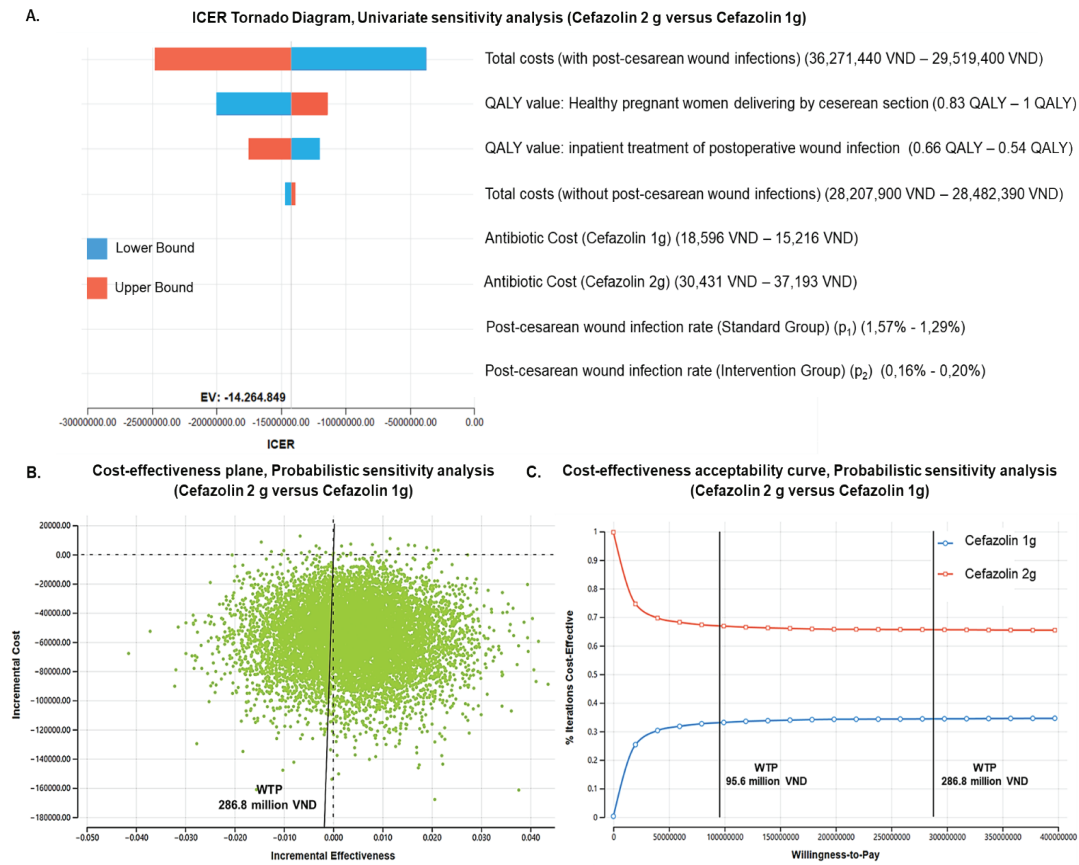 A.
ICER Tornado Diagram, Univariate sensitivity analysis (Cefazolin 2 g versus Cefazolin 1g)
Total costs (with post-cesarean wound infections) (36,271,440 VND – 29,519,400 VND)
QALY value: Healthy pregnant women delivering by ceserean section (0.83 QALY – 1 QALY)
QALY value: inpatient treatment of postoperative wound infection (0.66 QALY – 0.54 QALY)
Total costs (without post-cesarean wound infections) (28,207,900 VND – 28,482,390 VND)
Lower Bound
Upper Bound
Antibiotic Cost (Cefazolin 1g) (18,596 VND – 15,216 VND)
Antibiotic Cost (Cefazolin 2g) (30,431 VND – 37,193 VND)
Post-cesarean wound infection rate (Standard Group) (p1) (1,57% - 1,29%)
Post-cesarean wound infection rate (Intervention Group) (p2) (0,16% - 0,20%)
EV: -14.264.849
-30000000.00 -25000000.00 -20000000.00 -15000000.00 -10000000.00 -5000000.00 0.00
ICER
B.
Cost-effectiveness plane, Probabilistic sensitivity analysis
(Cefazolin 2 g versus Cefazolin 1g)
Incremental Cost
20000.00
0.00
-20000.00
-40000.00
-60000.00
-80000.00
-100000.00
-120000.00
-140000.00
-160000.00
-180000.00
WTP
286.8 million VND
-0.050 -0.040 -0.030 -0.020 -0.010 0.000 0.010 0.020 0.030 0.040
Incremental Effectiveness
C.
Cost-effectiveness acceptability curve, Probabilistic sensitivity analysis
(Cefazolin 2 g versus Cefazolin 1g)
% Iterations Cost-Effective
1
0.9
0.8
0.7
0.6
0.5
0.4
0.3
0.2
0.1
0
Cefazolin 1g
Cefazolin 2g
WTP
95.6 million VND
WTP
286.8 million VND
0 50000000 100000000 150000000 200000000 250000000 300000000 350000000 400000000
Willingness-to-Pay